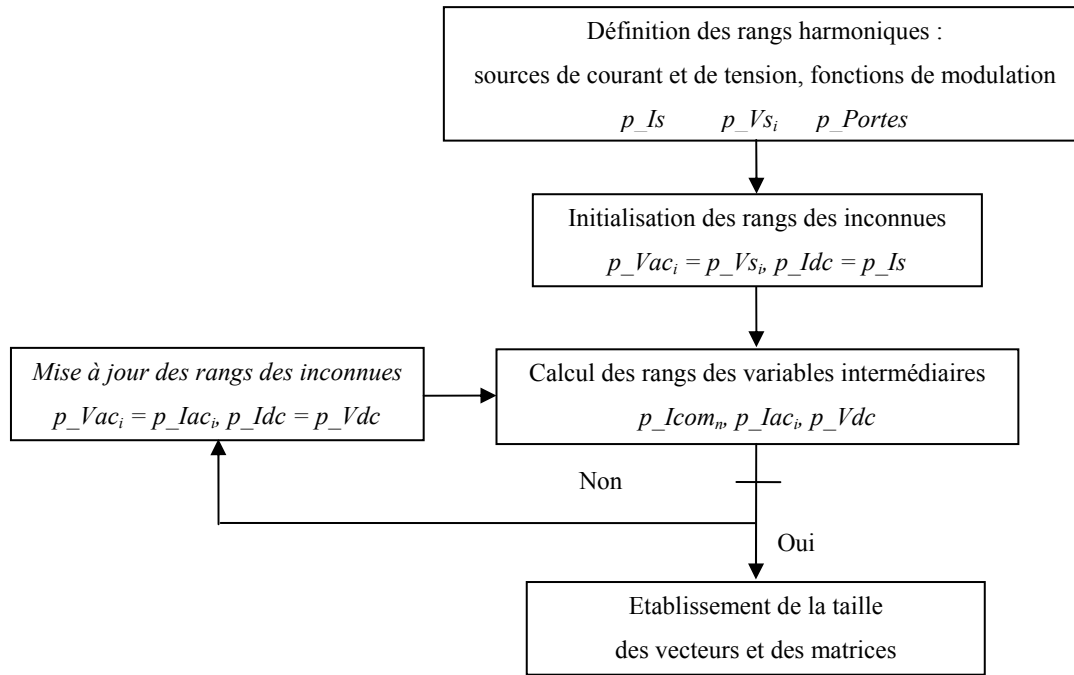 Définition des rangs harmoniques :
sources de courant et de tension, fonctions de modulation
p_Is p_Vsi p_Portes
Initialisation des rangs des inconnues
p_Vaci = p_Vsi, p_Idc = p_Is
Mise à jour des rangs des inconnues
p_Vaci = p_Iaci, p_Idc = p_Vdc
Calcul des rangs des variables intermédiaires
p_Icomn, p_Iaci, p_Vdc
Non
Oui
Etablissement de la taille
des vecteurs et des matrices